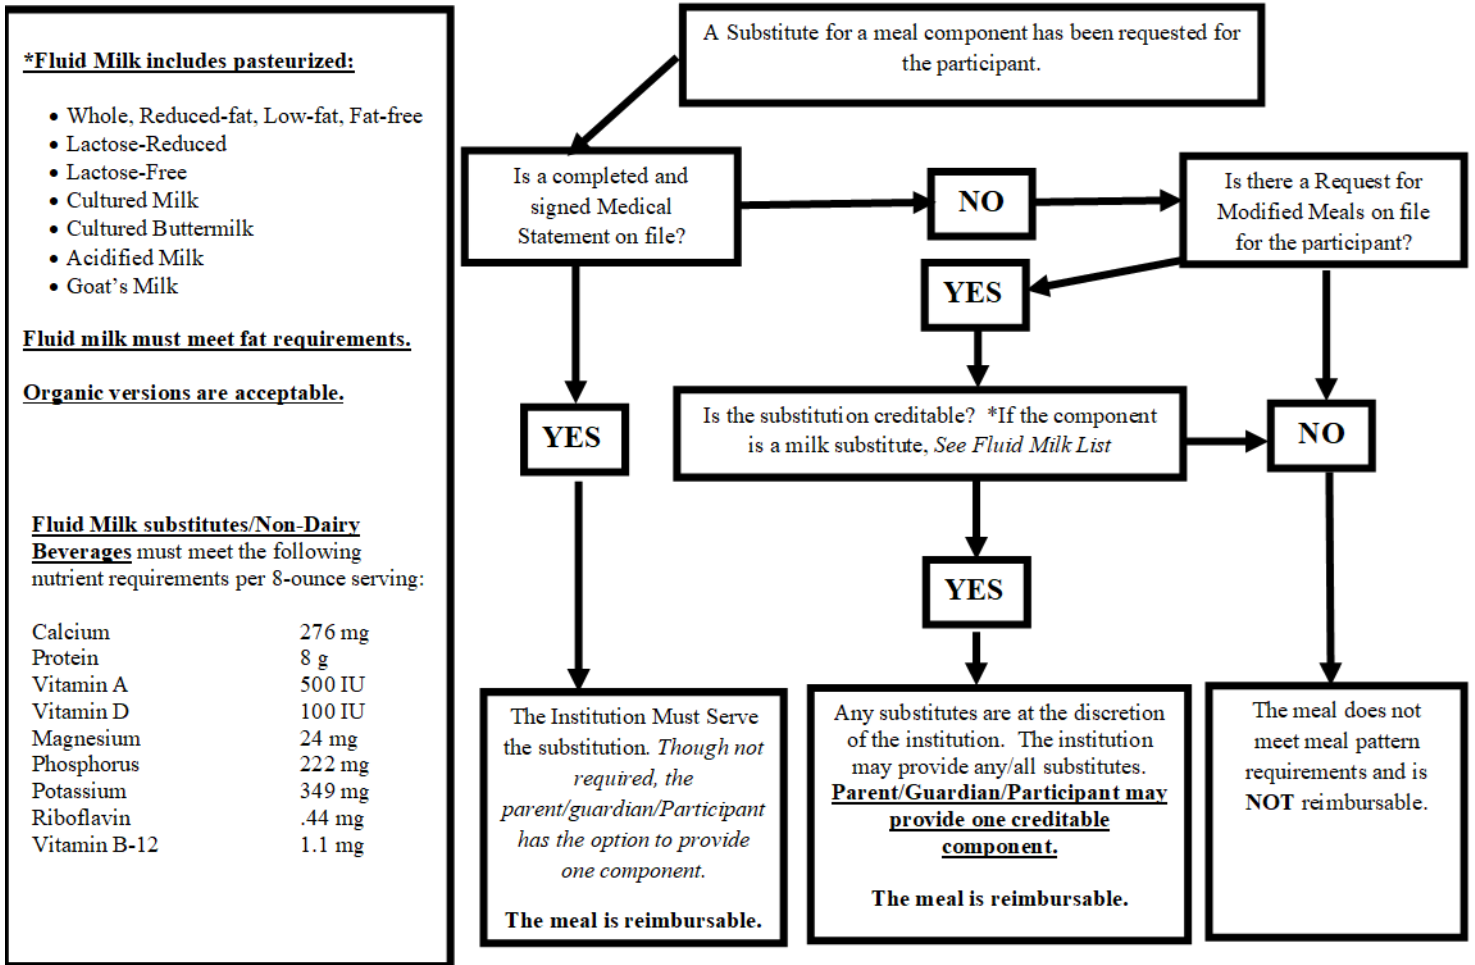 *Fluid Milk includes pasteurized:
• Whole, Reduced-fat, Low-fat, Fat-free
• Lactose-Reduced
• Lactose-Free
• Cultured Milk
• Cultured Buttermilk
• Acidified Milk
• Goat's Milk
Fluid milk must meet fat requirements.
Organic versions are acceptable.
Fluid Milk substitutes/Non-Dairy
Beverages must meet the following
nutrient requirements per 8-ounce serving:
Calcium 276 mg
Protein 8 g
Vitamin A 500 IU
Vitamin D 100 IU
Magnesium 24 mg
Phosphorus 222 mg
Potassium 349 mg
Riboflavin .44 mg
Vitamin B-12 1.1 mg
A Substitute for a meal component has been requested for
the participant.
Is a completed and
signed Medical
Statement on file?
NO
Is there a Request for
Modified Meals on file
for the participant?
YES
Is the substitution creditable? *If the component
is a milk substitute, See Fluid Milk List
NO
YES
YES
The Institution Must Serve
the substitution. Though not
required, the
parent/guardian/Participant
has the option to provide
one component.
The meal is reimbursable.
Any substitutes are at the discretion
of the institution. The institution
may provide any/all substitutes.
Parent/Guardian/Participant may
provide one creditable
component.
The meal is reimbursable.
The meal does not
meet meal pattern
requirements and is
NOT reimbursable.